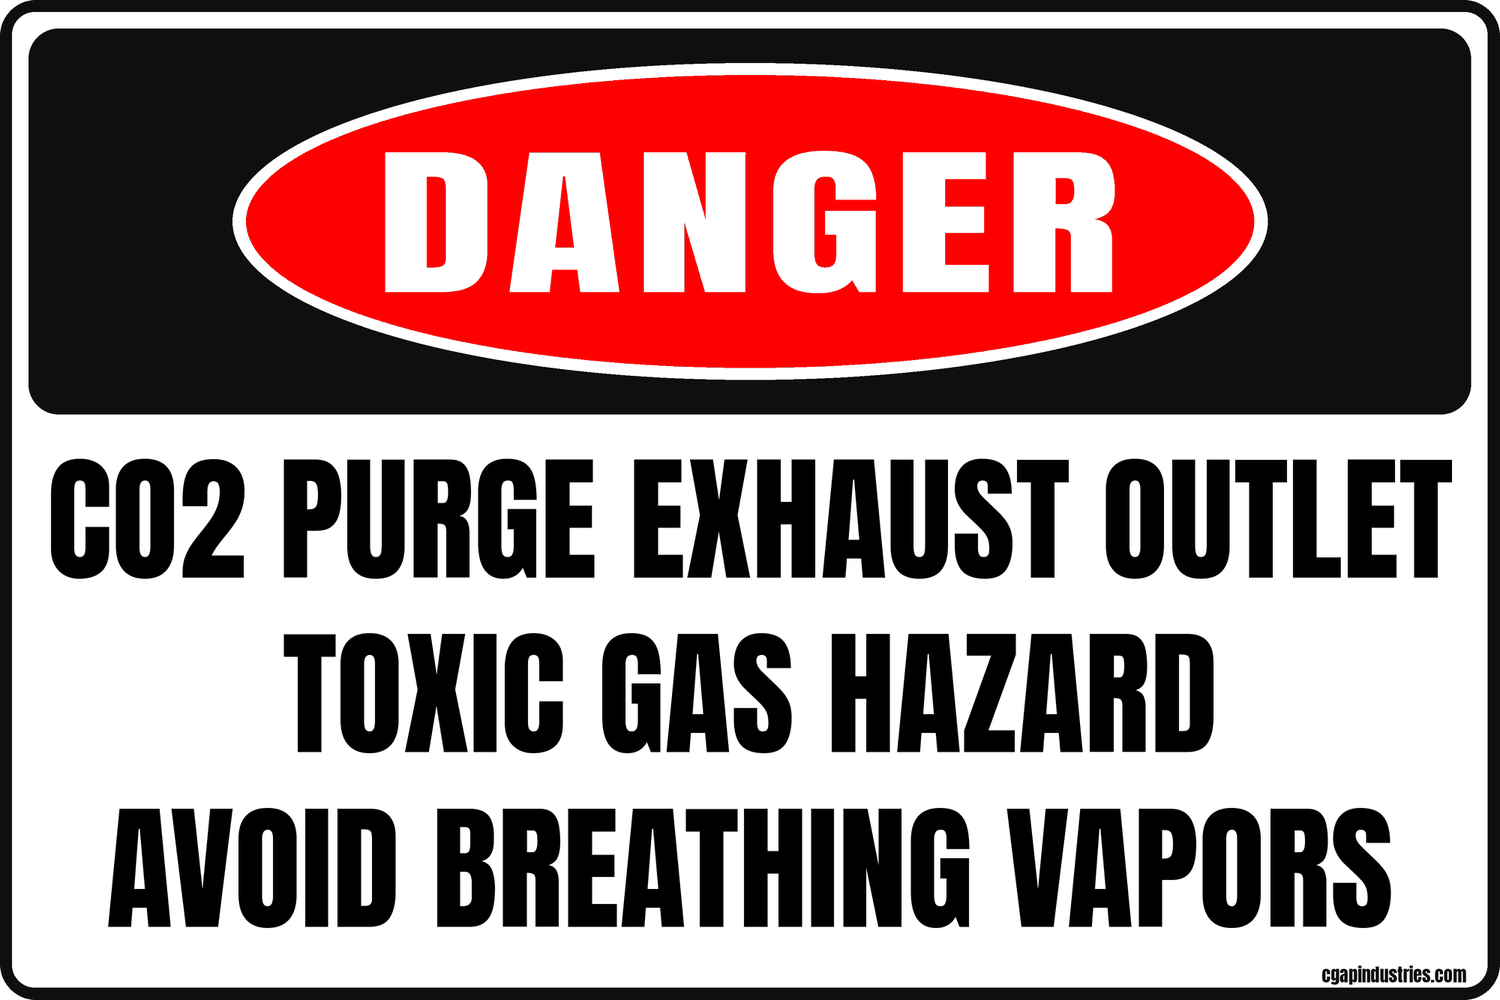 DANGER
CO2 PURGE EXHAUST OUTLET
TOXIC GAS HAZARD
AVOID BREATHING VAPORS
cgapindustries.com